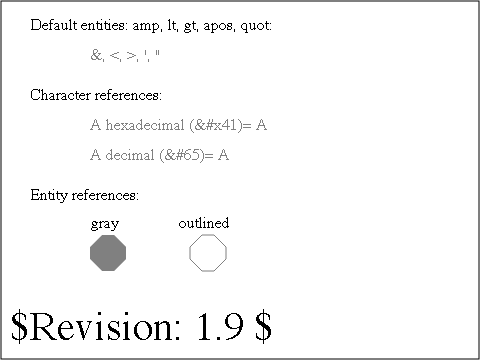 Default entities: amp, lt, gt, apos, quot:
&, <, >, ', "
Character references:
A hexadecimal (&#x41)= A
A decimal (&#65)= A
Entity references:
gray outlined
$Revision: 1.9 $